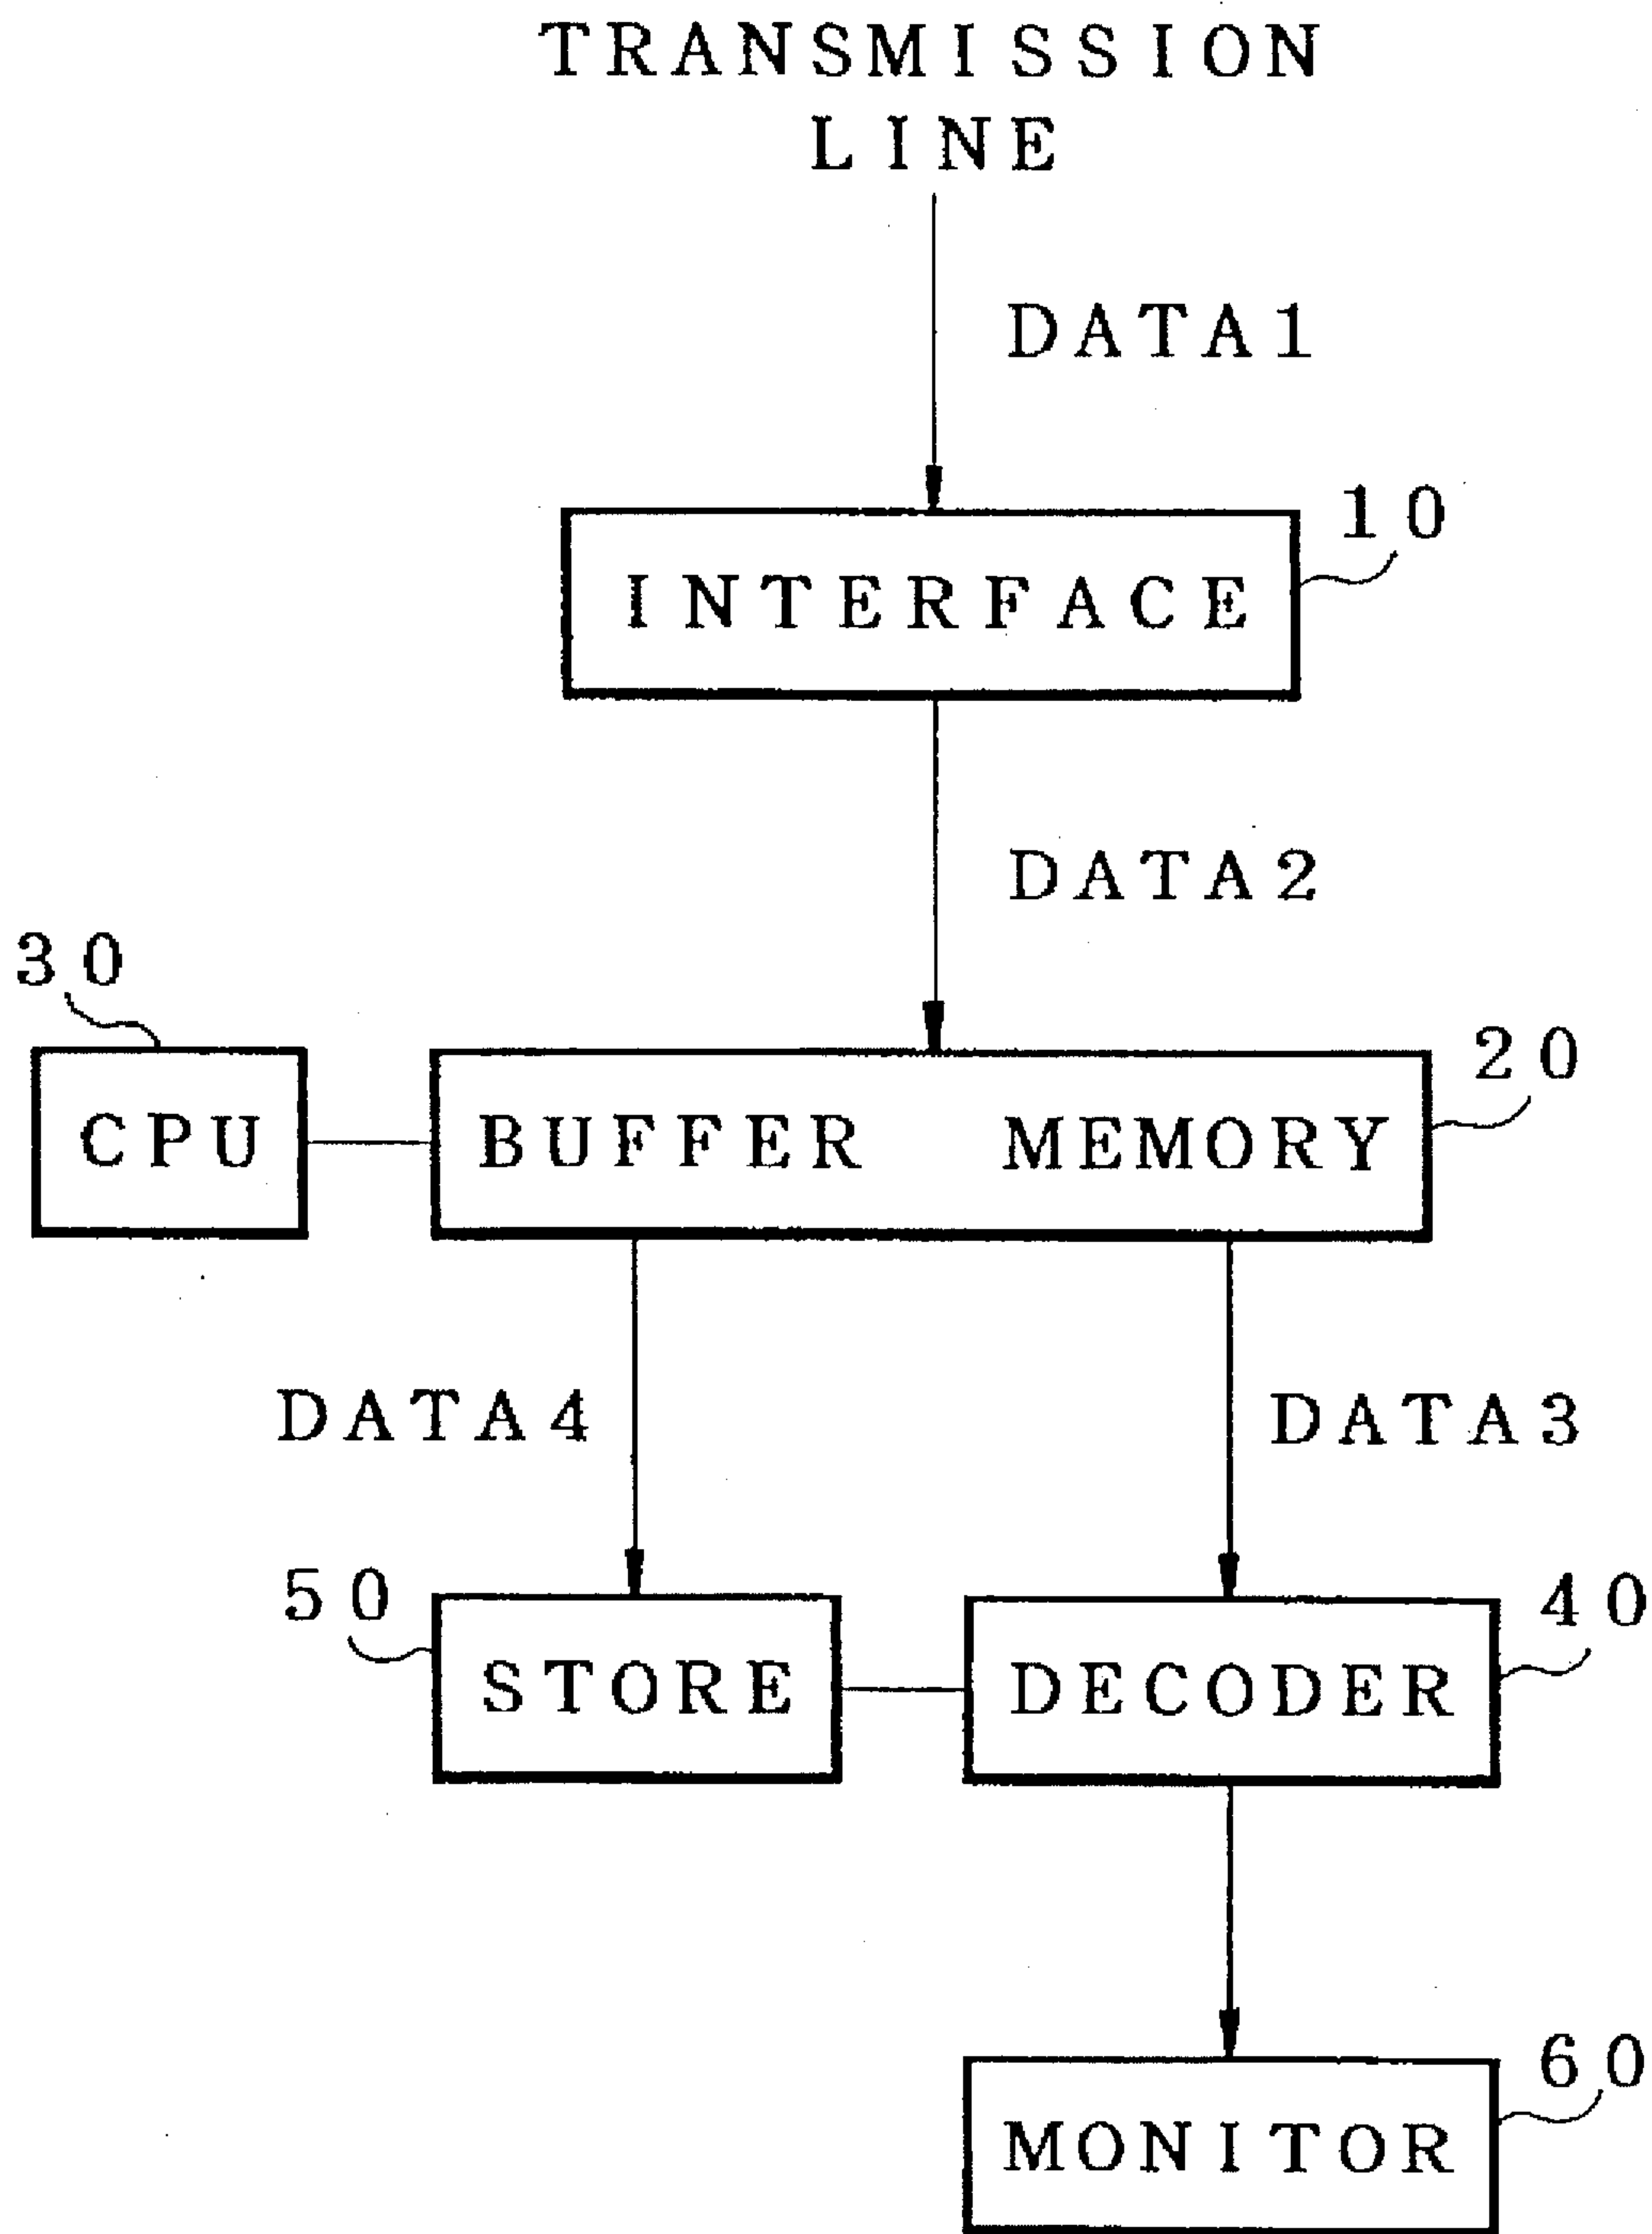 TRANSMISSION
LINE
DATA1
10
INTERFACE
DATA2
30
20
CPU
BUFFER MEMORY
DATA4
DATA3
50
40
STORE
DECODER
60
MONITOR